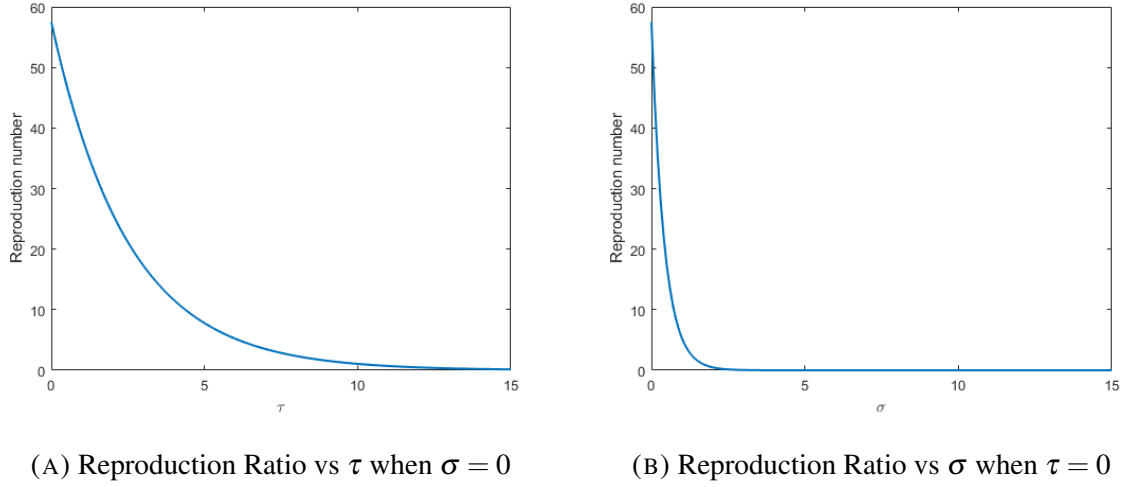 60
50
40
30
20
10
0
Reproduction number
0 5 10 15
τ
60
50
40
30
20
10
0
Reproduction number
0 5 10 15
σ
(A) Reproduction Ratio vs τ when σ = 0
(B) Reproduction Ratio vs σ when τ = 0